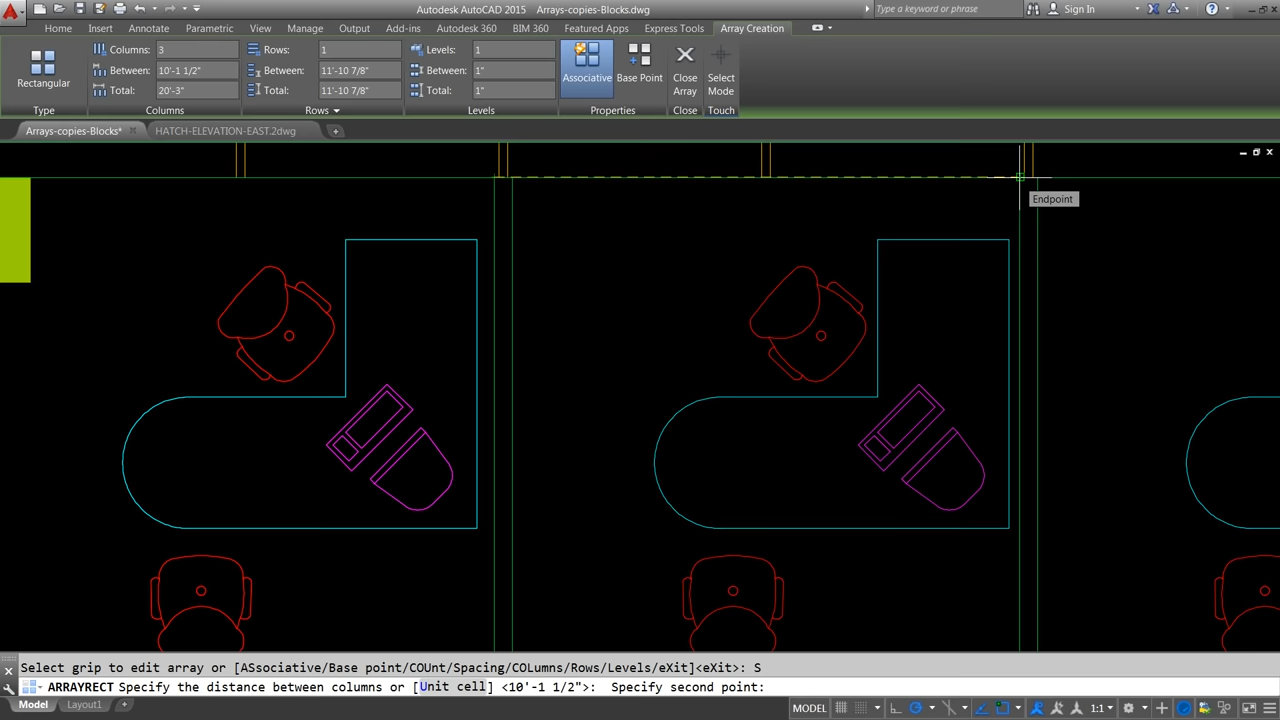 Autodesk AutoCAD 2015 Arrays-copies-Blocks.dwg Type a keyword or phrase Sign In
Home Insert Annotate Parametric View Manage Output Add-ins Autodesk 360 BIM 360 Featured Apps Express Tools Array Creation
Columns: 3 Rows: 1 Levels: 1
Between: 10'-1 1/2" Between: 11'-10 7/8" Between: 1"
Total: 20'-3" Total: 11'-10 7/8" Total: 1"
Rectangular
Associative Base Point Close Array Select Mode
Type Columns Rows Levels Properties Close Touch
Arrays-copies-Blocks* HATCH-ELEVATION-EAST.2dwg
Endpoint
Select grip to edit array or [ASsociative/Base point/COUnt/Spacing/COLumns/Rows/Levels/eXit]<eXit>: S
ARRAYRECT Specify the distance between columns or [Unit cell] <10'-1 1/2">: Specify second point:
Model Layout1 MODEL 1:1